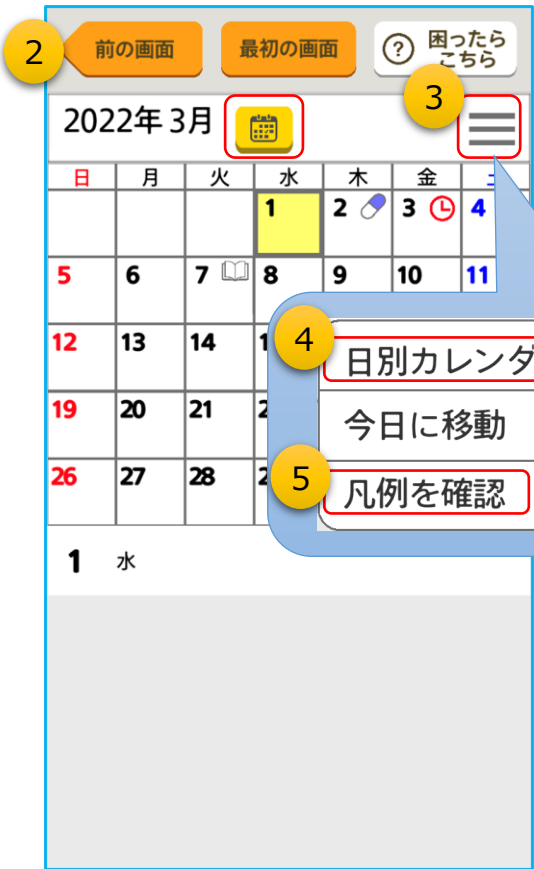 2 前の画面 最初の画面 ? 困ったら
こちら
3
2022年 3月
日 月 火 水 木 金
1 2 3 4
5 6 7 8 9 10 11
12 13 14
4 日別カレンダ
19 20 21
今日に移動
26 27 28
5 凡例を確認
1 水